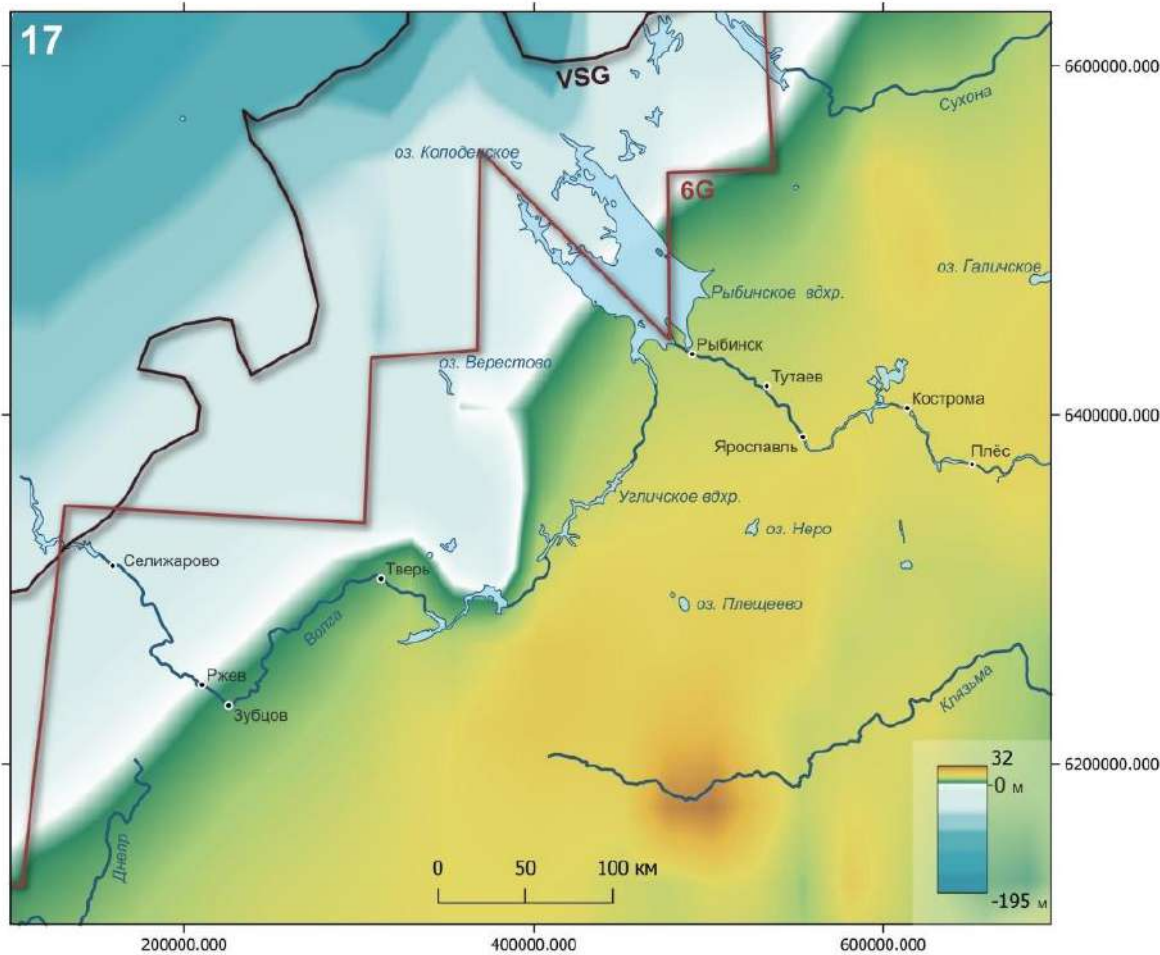 17
VSG
6600000.000
Сухона
оз. Колоденское
6G
оз. Галичское
Рыбинское вдхр.
Рыбинск
оз. Верестово
Тутаев
Кострома
6400000.000
Ярославль
Плёс
Угличское вдхр.
оз. Неро
Селижарово
Тверь
оз. Плещеево
Волга
Ржев
Зубцов
Клязьма
32
0 м
6200000.000
Днепр
0 50 100 км
-195 м
200000.000 400000.000 600000.000